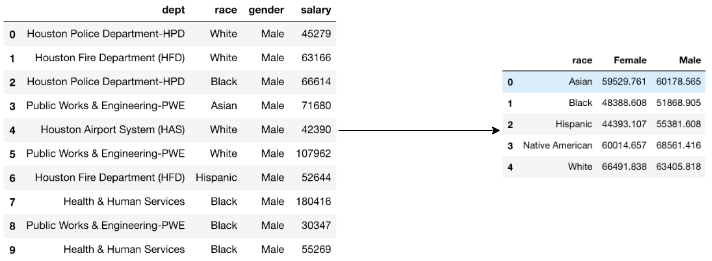 dept race gender salary
0 Houston Police Department-HPD White Male 45279
1 Houston Fire Department (HFD) White Male 63166
2 Houston Police Department-HPD Black Male 66614
3 Public Works & Engineering-PWE Asian Male 71680
4 Houston Airport System (HAS) White Male 42390
5 Public Works & Engineering-PWE White Male 107962
6 Houston Fire Department (HFD) Hispanic Male 52644
7 Health & Human Services Black Male 180416
8 Public Works & Engineering-PWE Black Male 30347
9 Health & Human Services Black Male 55269
race Female Male
0 Asian 59529.761 60178.565
1 Black 48388.608 51868.905
2 Hispanic 44393.107 55381.608
3 Native American 60014.657 68561.416
4 White 66491.838 63405.818